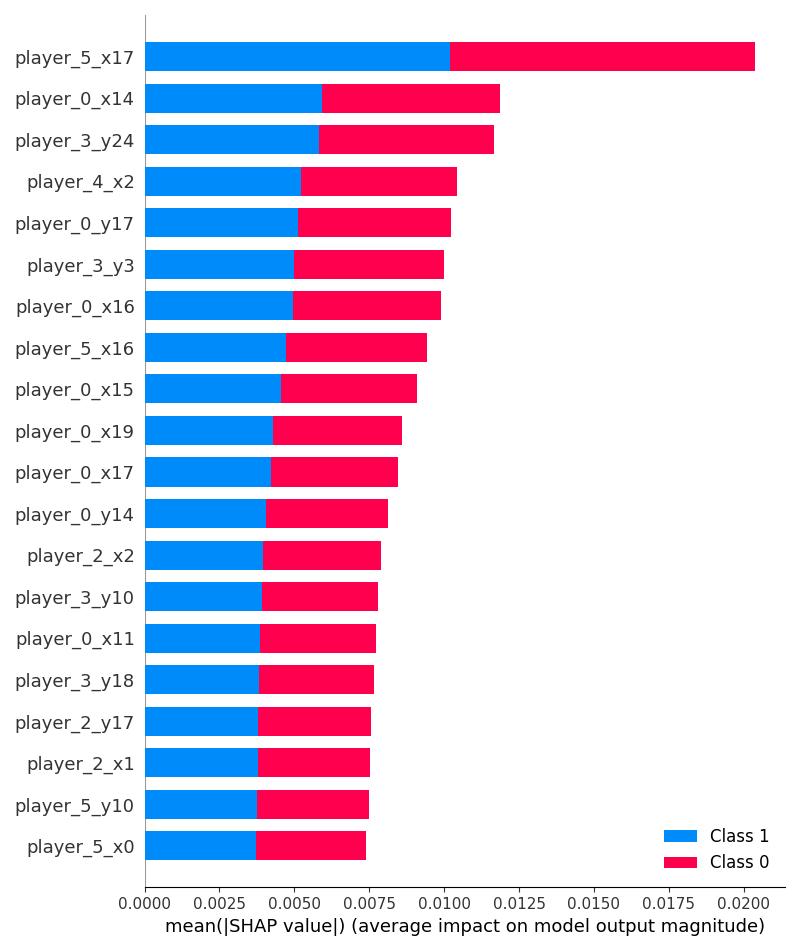 player_5_x17
player_0_x14
player_3_y24
player_4_x2
player_0_y17
player_3_y3
player_0_x16
player_5_x16
player_0_x15
player_0_x19
player_0_x17
player_0_y14
player_2_x2
player_3_y10
player_0_x11
player_3_y18
player_2_y17
player_2_x1
player_5_y10
player_5_x0
Class 1
Class 0
0.0000 0.0025 0.0050 0.0075 0.0100 0.0125 0.0150 0.0175 0.0200
mean(|SHAP value|) (average impact on model output magnitude)